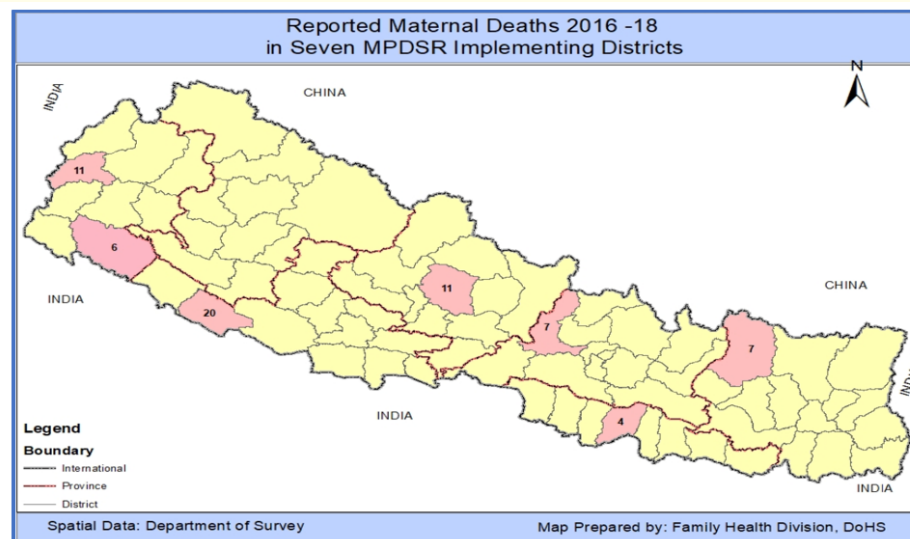 Reported Maternal Deaths 2016 -18
in Seven MPDSR Implementing Districts
N
INDIA
CHINA
11
6
INDIA
20
11
7
CHINA
7
INDIA
4
INDIA
INDIA
Legend
Boundary
International
Province
District
Spatial Data: Department of Survey
Map Prepared by: Family Health Division, DoHS